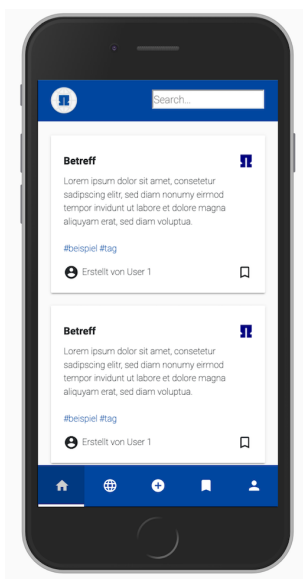 Search...
Betreff
Lorem ipsum dolor sit amet, consetetur
sadipscing elitr, sed diam nonumy eirmod
tempor invidunt ut labore et dolore magna
aliquyam erat, sed diam voluptua.
#beispiel #tag
Erstellt von User 1
Betreff
Lorem ipsum dolor sit amet, consetetur
sadipscing elitr, sed diam nonumy eirmod
tempor invidunt ut labore et dolore magna
aliquyam erat, sed diam voluptua.
#beispiel #tag
Erstellt von User 1